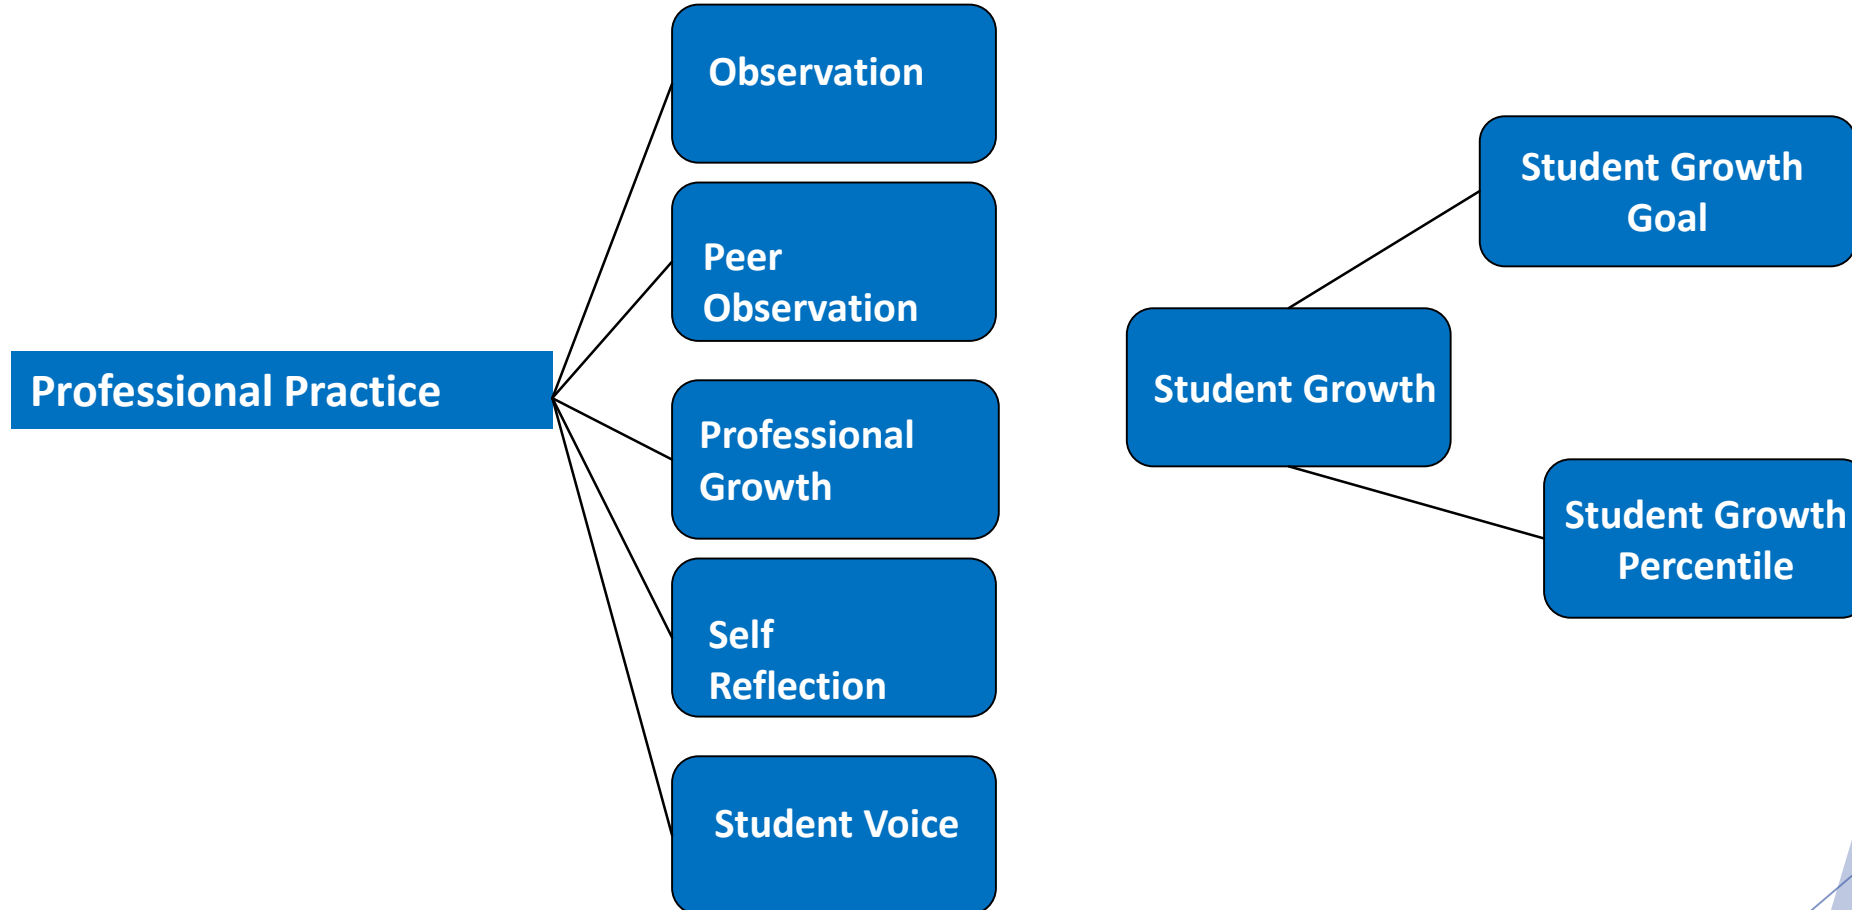 Professional Practice
Observation
Peer
Observation
Professional
Growth
Self
Reflection
Student Voice
Student Growth
Student Growth
Goal
Student Growth
Percentile